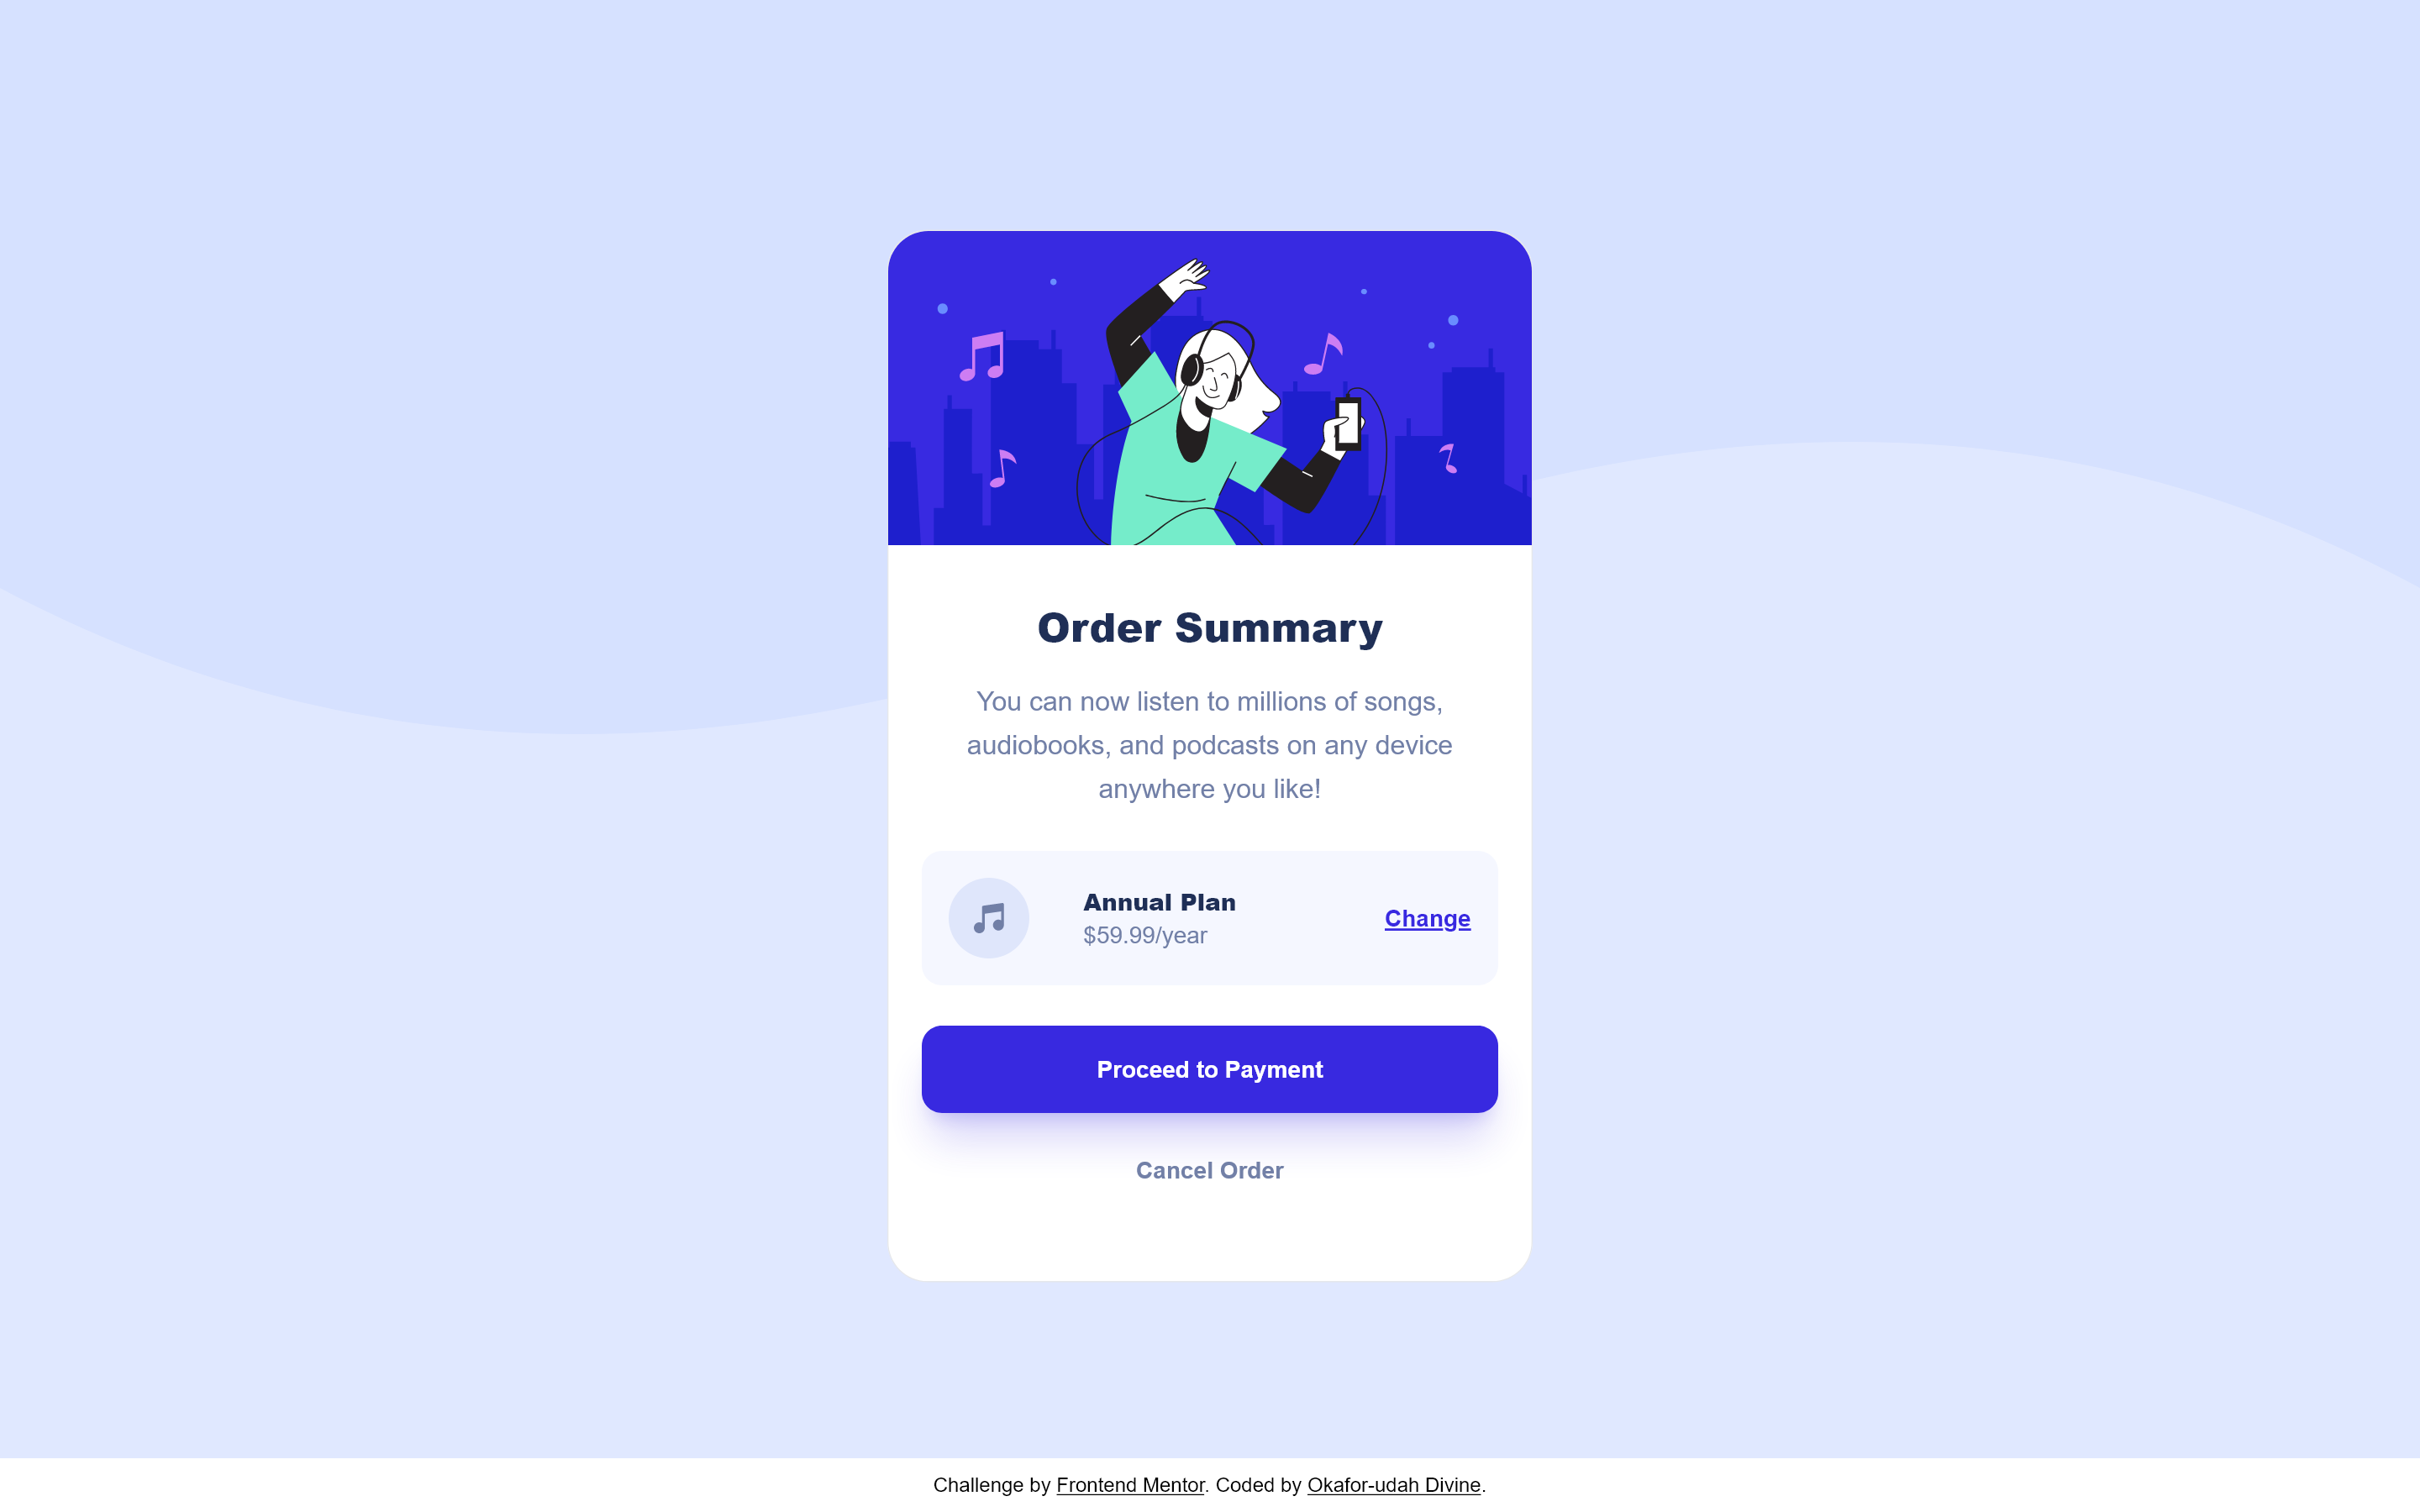 Order Summary
You can now listen to millions of songs,
audiobooks, and podcasts on any device
anywhere you like!
Annual Plan
$59.99/year
Change
Proceed to Payment
Cancel Order
Challenge by Frontend Mentor. Coded by Okafor-udah Divine.